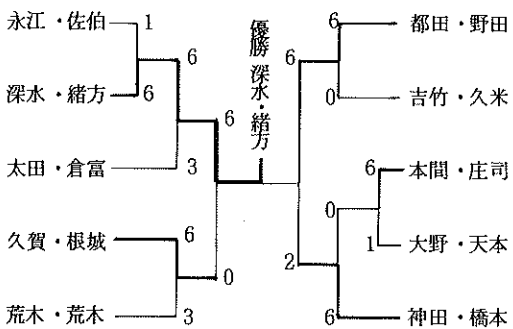 永江・佐伯 1
深水・緒方 6
6
太田・倉富 3
6
久賀・根城 6
荒木・荒木 3
0
優勝 深水・緒方
都田・野田 6
吉竹・久米 0
6
本間・庄司 6
大野・天本 1
0
神田・橋本 6
2